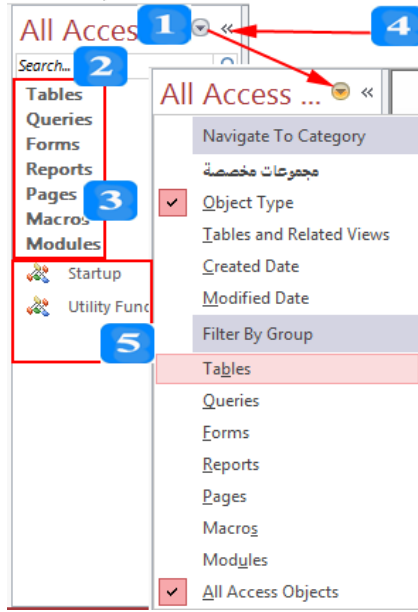 All Acces
1
4
Search...
2
Tables
Queries
Forms
Reports
Pages
3
Macros
Modules
Startup
Utility Func
5
All Access ...
Navigate To Category
مجموعات مخصصة
Object Type
Tables and Related Views
Created Date
Modified Date
Filter By Group
Tables
Queries
Forms
Reports
Pages
Macros
Modules
All Access Objects